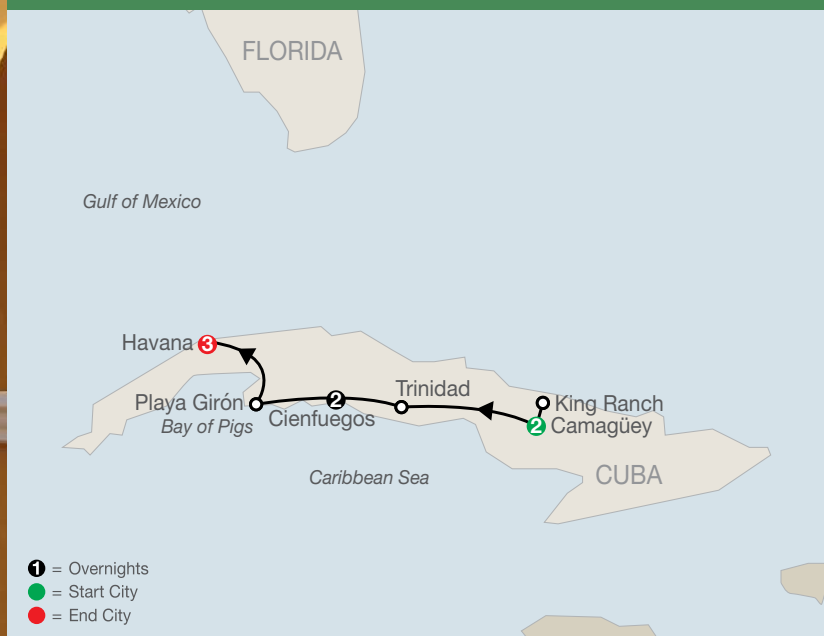 FLORIDA
Gulf of Mexico
Havana 3
Trinidad
Playa Girón 2 King Ranch
Bay of Pigs Cienfuegos 2 Camagüey
Caribbean Sea CUBA
1 = Overnights
= Start City
= End City